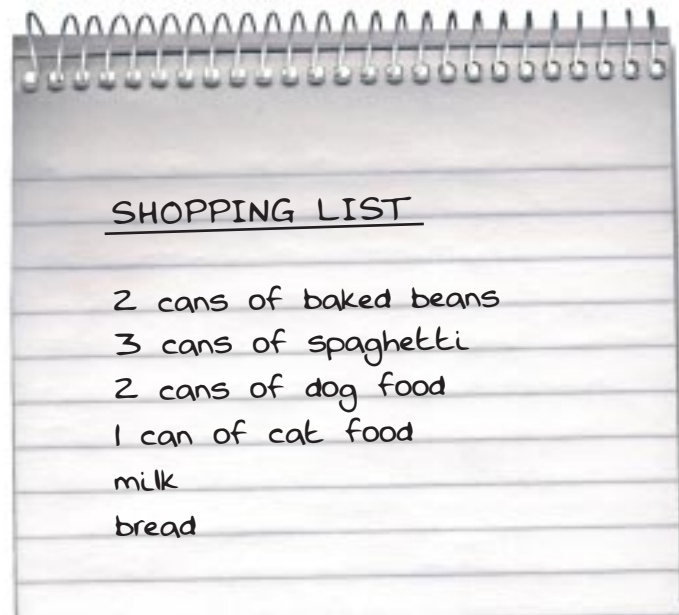 SHOPPING LIST
2 cans of baked beans
3 cans of spaghetti
2 cans of dog food
1 can of cat food
milk
bread